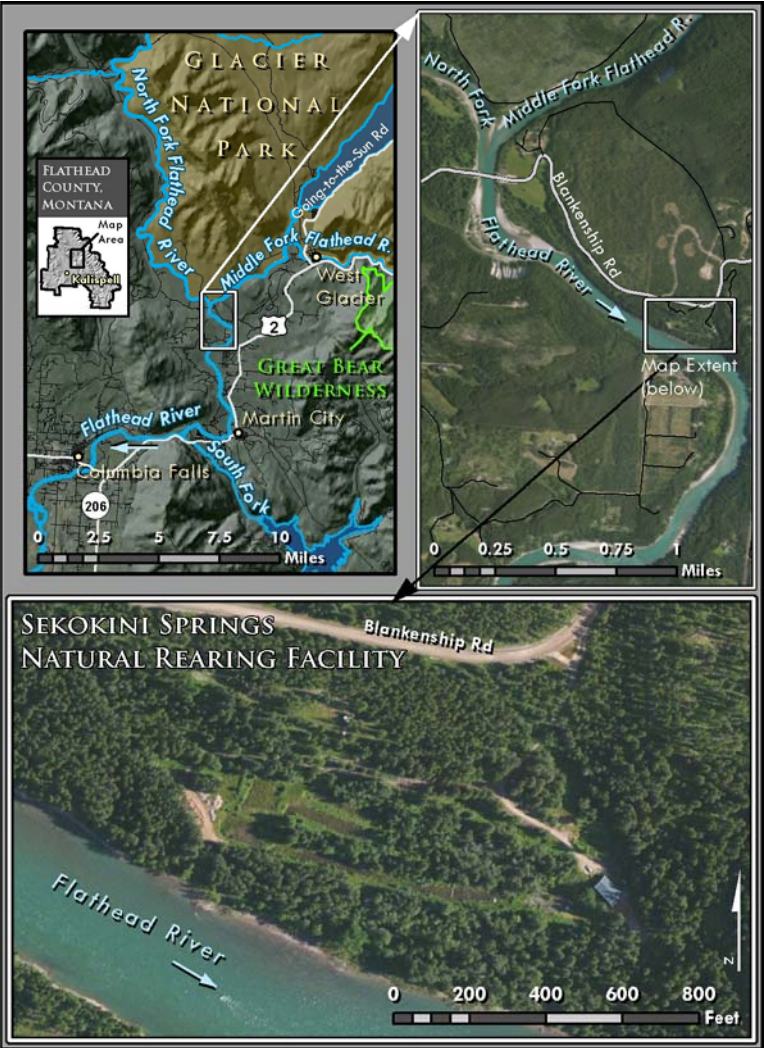 GLACIER
NATIONAL
PARK
North Fork Flathead River
Going-to-the-Sun Rd
FLATHEAD
COUNTY,
MONTANA
Map
Area
Kalispell
Middle Fork Flathead R.
West
Glacier
2
GREAT BEAR
WILDERNESS
Flathead River
Martin City
South Fork
Columbia Falls
206
0 2.5 5 7.5 10
Miles
North Fork
Middle Fork Flathead R.
Blankenship Rd
Flathead River
Map Extent
(below)
0 0.25 0.5 0.75 1
Miles
SEKOKINI SPRINGS
NATURAL REARING FACILITY
Blankenship Rd
Flathead River
N
0 200 400 600 800
Feet